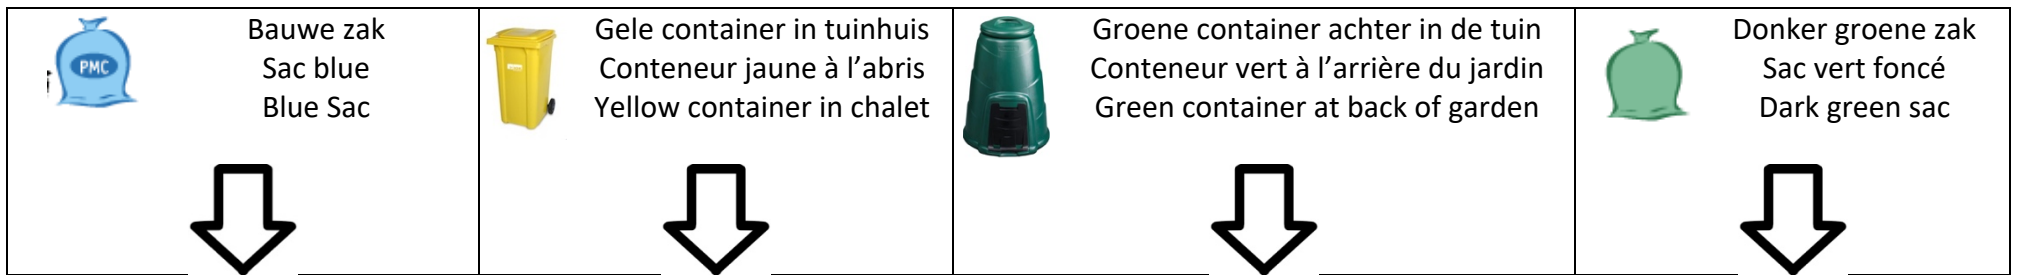 Bauwe zak
Sac blue
Blue Sac
PMC
Gele container in tuinhuis
Conteneur jaune à l’abris
Yellow container in chalet
Groene container achter in de tuin
Conteneur vert à l’arrière du jardin
Green container at back of garden
Donker groene zak
Sac vert foncé
Dark green sac